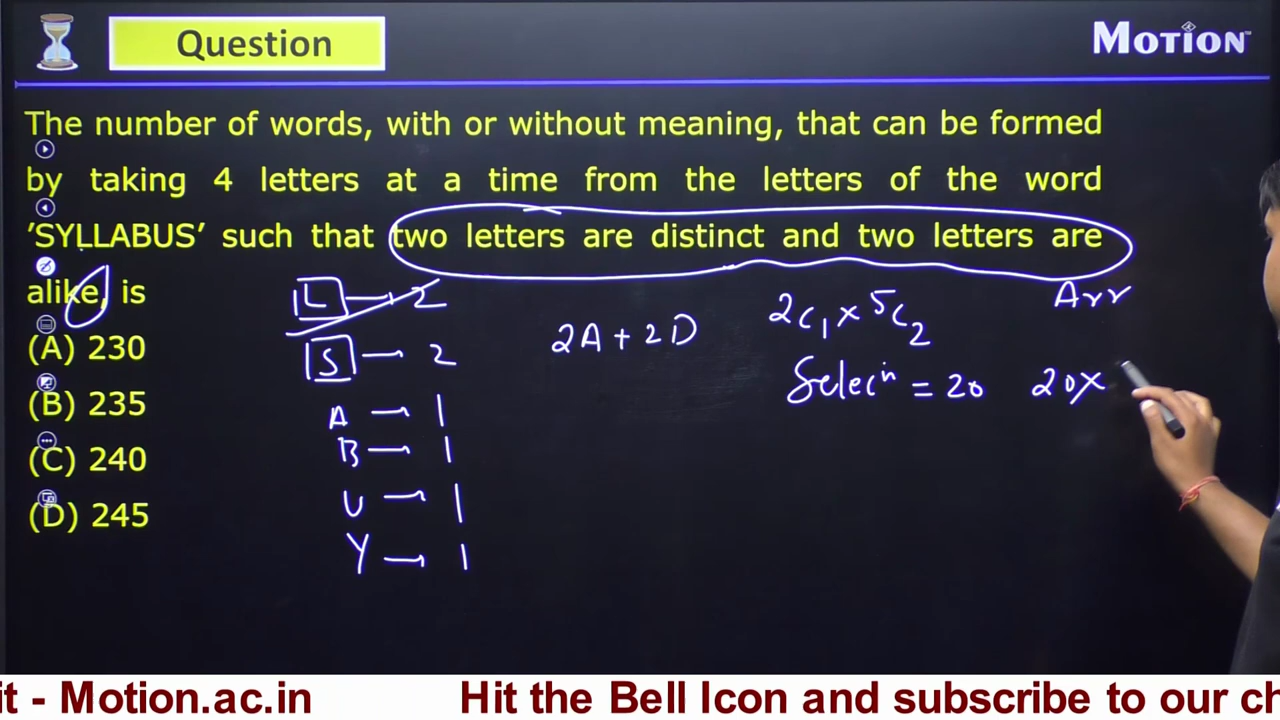 Question
MOTION
The number of words, with or without meaning, that can be formed
by taking 4 letters at a time from the letters of the word
’SYLLABUS’ such that two letters are distinct and two letters are
alike, is
(A) 230
(B) 235
(C) 240
(D) 245
L → 2
S → 2
A → 1
B → 1
U → 1
Y → 1
2A + 2D
2C₁ × ⁵C₂
Selecⁿ = 20
Arr
20×
it - Motion.ac.in Hit the Bell Icon and subscribe to our ch